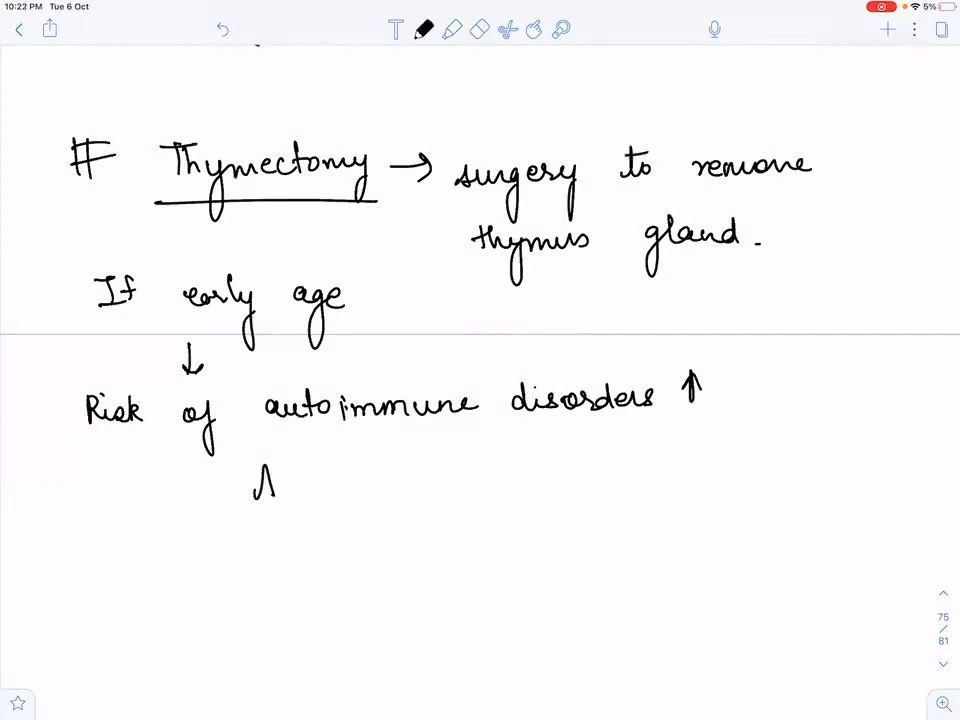 10:22 PM Tue 6 Oct 5%
# Thymectomy → surgery to remove
thymus gland.
If early age
↓
Risk of autoimmune disorders ↑
75
/
81